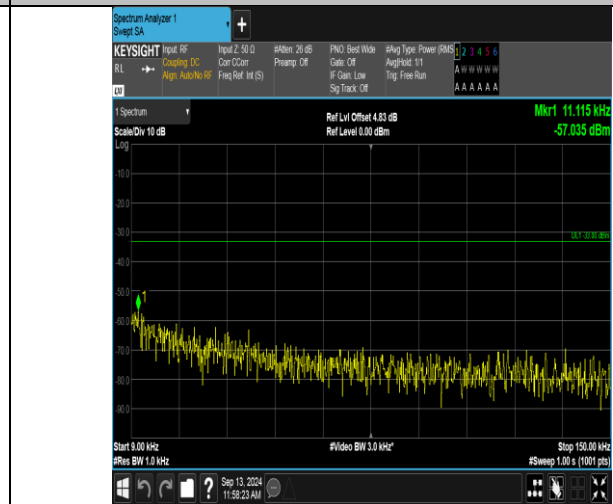 Spectrum Analyzer 1
Swept SA
+
KEYSIGHT Input: RF Input Z: 50 Ω #Atten: 26 dB PNO: Best Wide #Avg Type: Power (RMS 1 2 3 4 5 6
RL Coupling: DC Corr CCorr Preamp: Off Gate: Off Avg|Hold: 1/1 A W W W W W
Align: Auto/No RF Freq Ref: Int (S) IF Gain: Low Trig: Free Run
Sig Track: Off A A A A A A
1 Spectrum Ref Lvl Offset 4.83 dB Mkr1 11.115 kHz
Scale/Div 10 dB Ref Level 0.00 dBm -57.035 dBm
Log
-10.0
-20.0
-30.0
DL1 -33.00 dBm
-40.0
-50.0
1
-60.0
-70.0
-80.0
-90.0
Start 9.00 kHz #Video BW 3.0 kHz* Stop 150.00 kHz
#Res BW 1.0 kHz #Sweep 1.00 s (1001 pts)
? Sep 13, 2024
11:58:23 AM